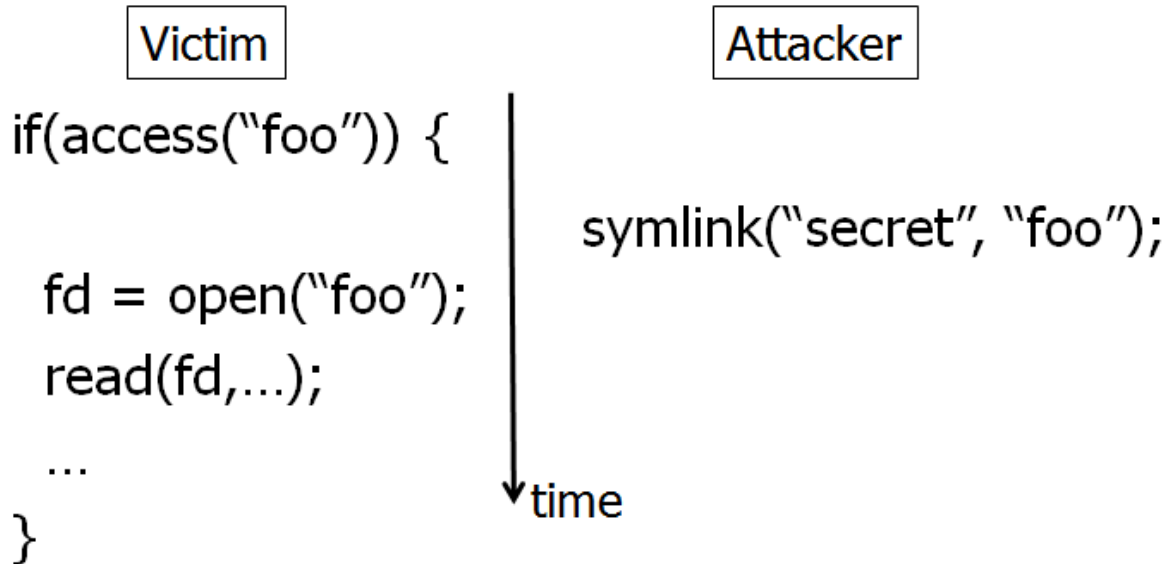 Victim
Attacker
if(access(“foo”)) {
symlink(“secret”, “foo”);
fd = open(“foo”);
read(fd,…);
…
time
}